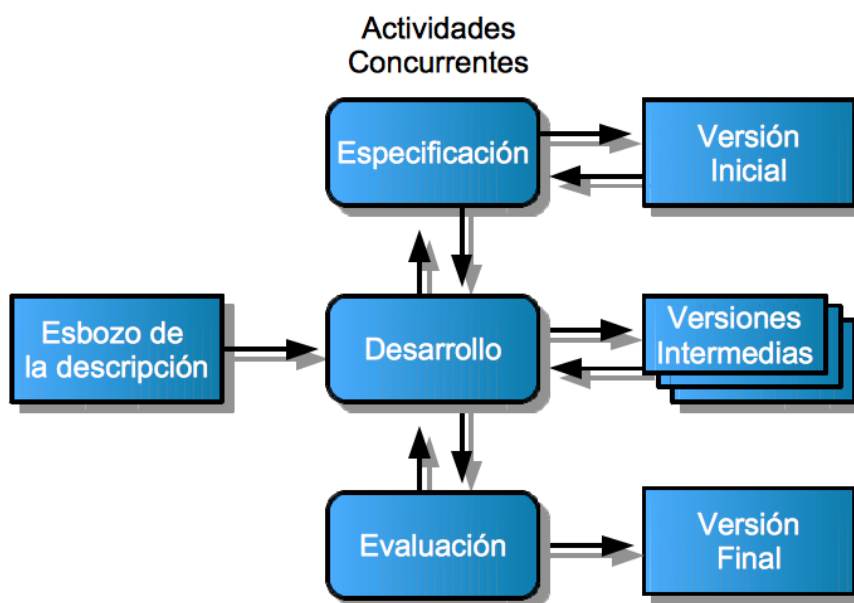 Actividades
Concurrentes
Especificación
Versión
Inicial
Esbozo de
la descripción
Desarrollo
Versiones
Intermedias
Evaluación
Versión
Final